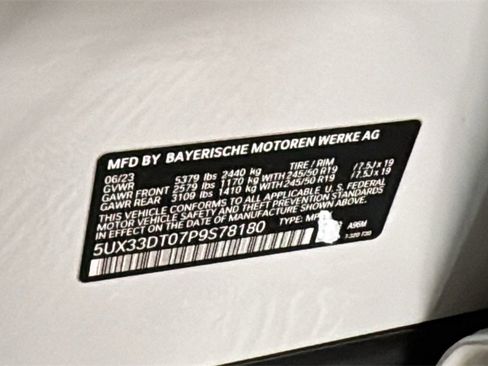 MFD BY BAYERISCHE MOTOREN WERKE AG
06/23 5379 lbs 2440 kg TIRE / RIM
GVWR
GAWR FRONT 2579 lbs 1170 kg WITH 245/50 R19 / 7.5J x 19
GAWR REAR 3109 lbs 1410 kg WITH 245/50 R19 / 7.5J x 19
THIS VEHICLE CONFORMS TO ALL APPLICABLE U.S. FEDERAL
MOTOR VEHICLE SAFETY AND THEFT PREVENTION STANDARDS
IN EFFECT ON THE DATE OF MANUFACTURE SHOWN ABOVE.
5UX33DT07P9S78180 TYPE: A96M